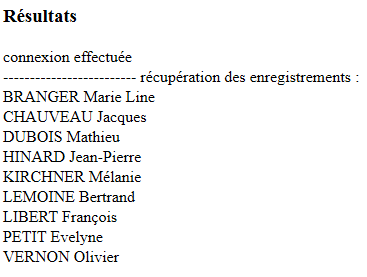 Résultats
connexion effectuée
------------------------- récupération des enregistrements :
BRANGER Marie Line
CHAUVEAU Jacques
DUBOIS Mathieu
HINARD Jean-Pierre
KIRCHNER Mélanie
LEMOINE Bertrand
LIBERT François
PETIT Evelyne
VERNON Olivier